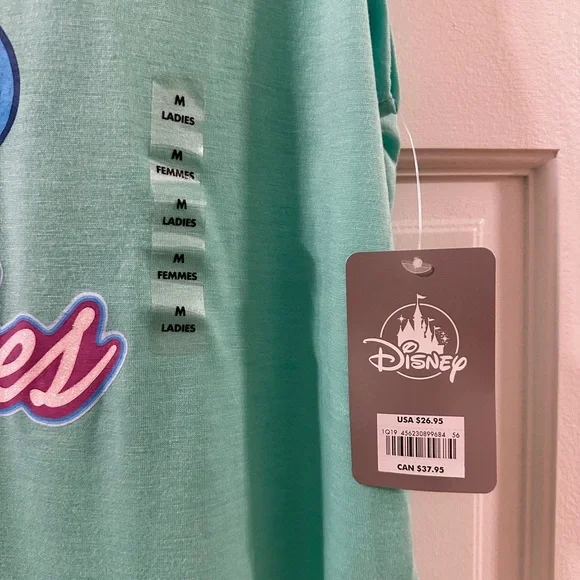 M
LADIES
M
FEMMES
M
LADIES
M
FEMMES
M
LADIES
es
DISNEY
USA $26.95
1Q19 456230899684 56
CAN $37.95